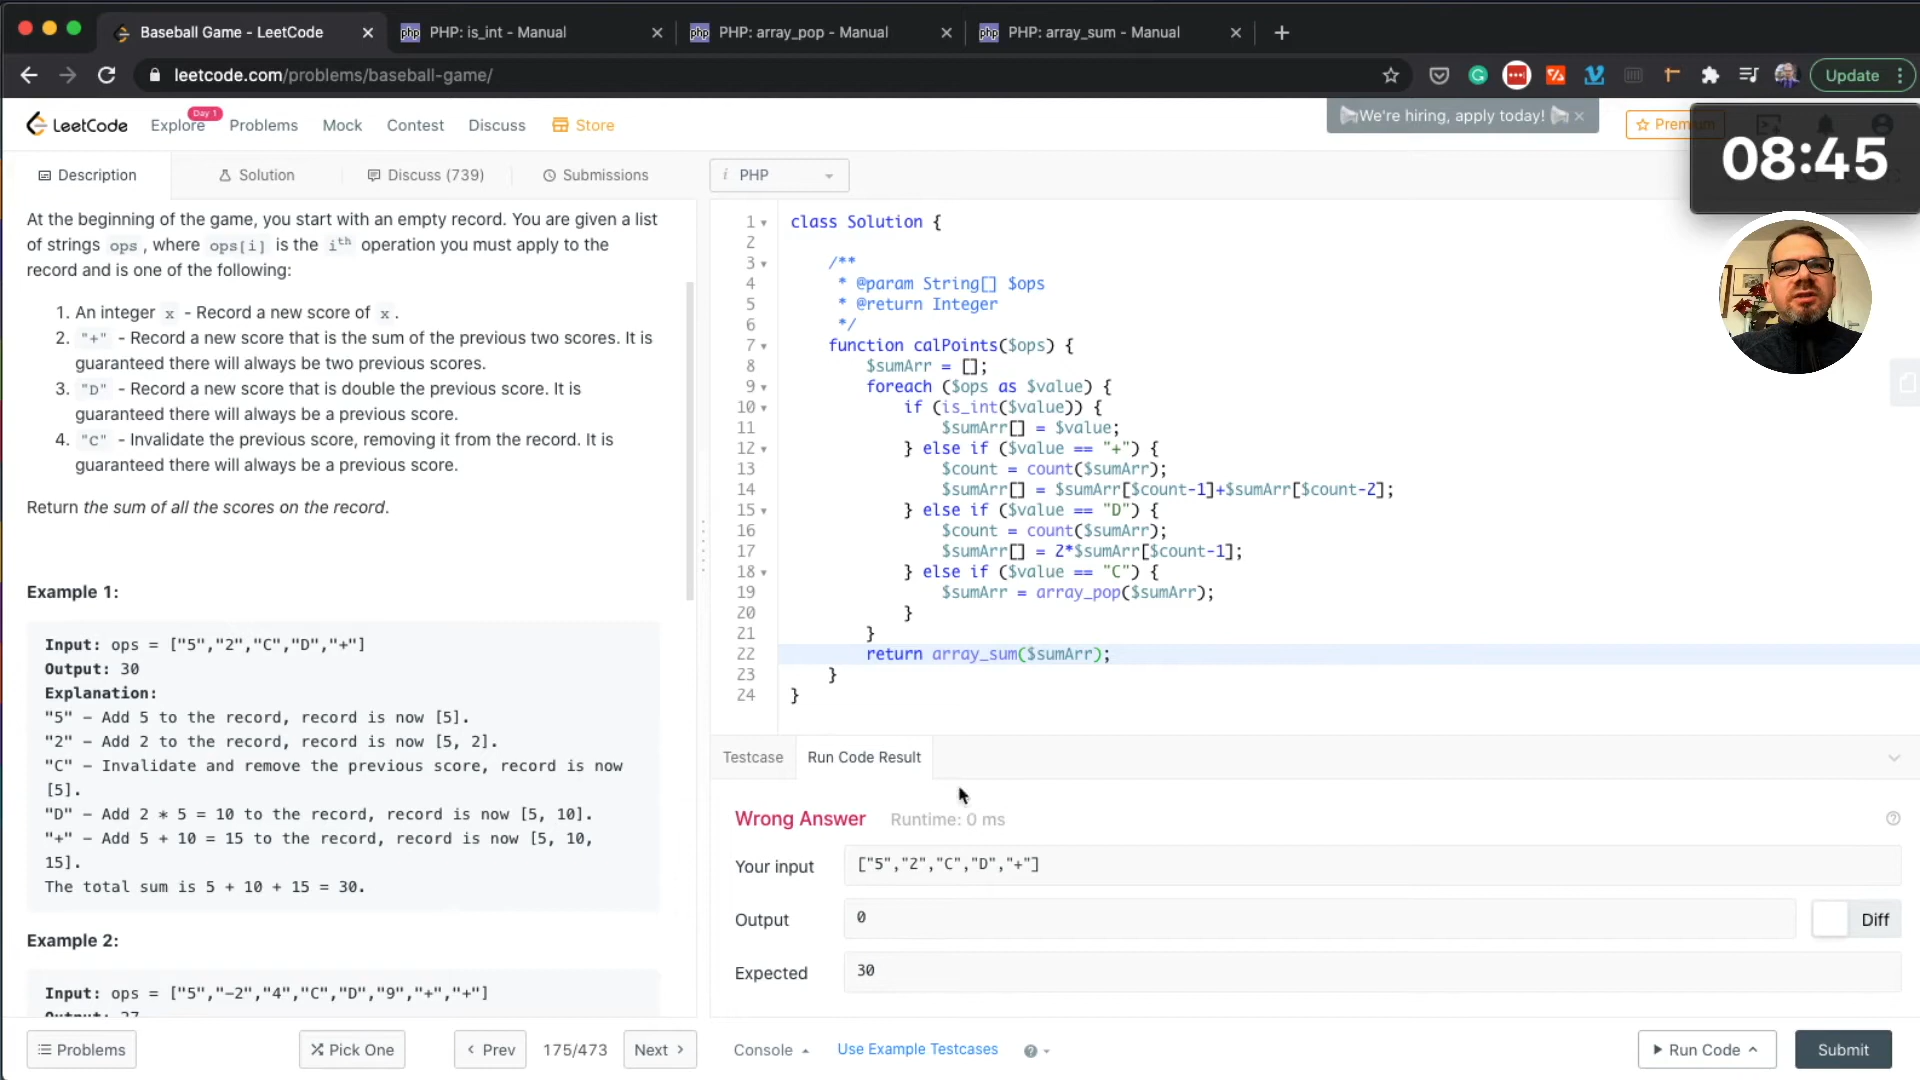 Baseball Game - LeetCode
PHP: is_int - Manual
PHP: array_pop - Manual
PHP: array_sum - Manual
leetcode.com/problems/baseball-game/
Update
LeetCode
Explore
Day 1
Problems
Mock
Contest
Discuss
Store
We're hiring, apply today!
Premium
08:45
Description
Solution
Discuss (739)
Submissions
i PHP
At the beginning of the game, you start with an empty record. You are given a list
of strings ops, where ops[i] is the ith operation you must apply to the
record and is one of the following:
1. An integer x - Record a new score of x.
2. "+" - Record a new score that is the sum of the previous two scores. It is
guaranteed there will always be two previous scores.
3. "D" - Record a new score that is double the previous score. It is
guaranteed there will always be a previous score.
4. "C" - Invalidate the previous score, removing it from the record. It is
guaranteed there will always be a previous score.
Return the sum of all the scores on the record.
Example 1:
Input: ops = ["5","2","C","D","+"]
Output: 30
Explanation:
"5" - Add 5 to the record, record is now [5].
"2" - Add 2 to the record, record is now [5, 2].
"C" - Invalidate and remove the previous score, record is now
[5].
"D" - Add 2 * 5 = 10 to the record, record is now [5, 10].
"+" - Add 5 + 10 = 15 to the record, record is now [5, 10,
15].
The total sum is 5 + 10 + 15 = 30.
Example 2:
Input: ops = ["5","-2","4","C","D","9","+","+"]
Output: 27
1 class Solution {
2
3 /**
4 * @param String[] $ops
5 * @return Integer
6 */
7 function calPoints($ops) {
8 $sumArr = [];
9 foreach ($ops as $value) {
10 if (is_int($value)) {
11 $sumArr[] = $value;
12 } else if ($value == "+") {
13 $count = count($sumArr);
14 $sumArr[] = $sumArr[$count-1]+$sumArr[$count-2];
15 } else if ($value == "D") {
16 $count = count($sumArr);
17 $sumArr[] = 2*$sumArr[$count-1];
18 } else if ($value == "C") {
19 $sumArr = array_pop($sumArr);
20 }
21 }
22 return array_sum($sumArr);
23 }
24 }
Testcase
Run Code Result
Wrong Answer
Runtime: 0 ms
Your input
["5","2","C","D","+"]
Output
0
Diff
Expected
30
Problems
Pick One
Prev
175/473
Next
Console
Use Example Testcases
Run Code
Submit